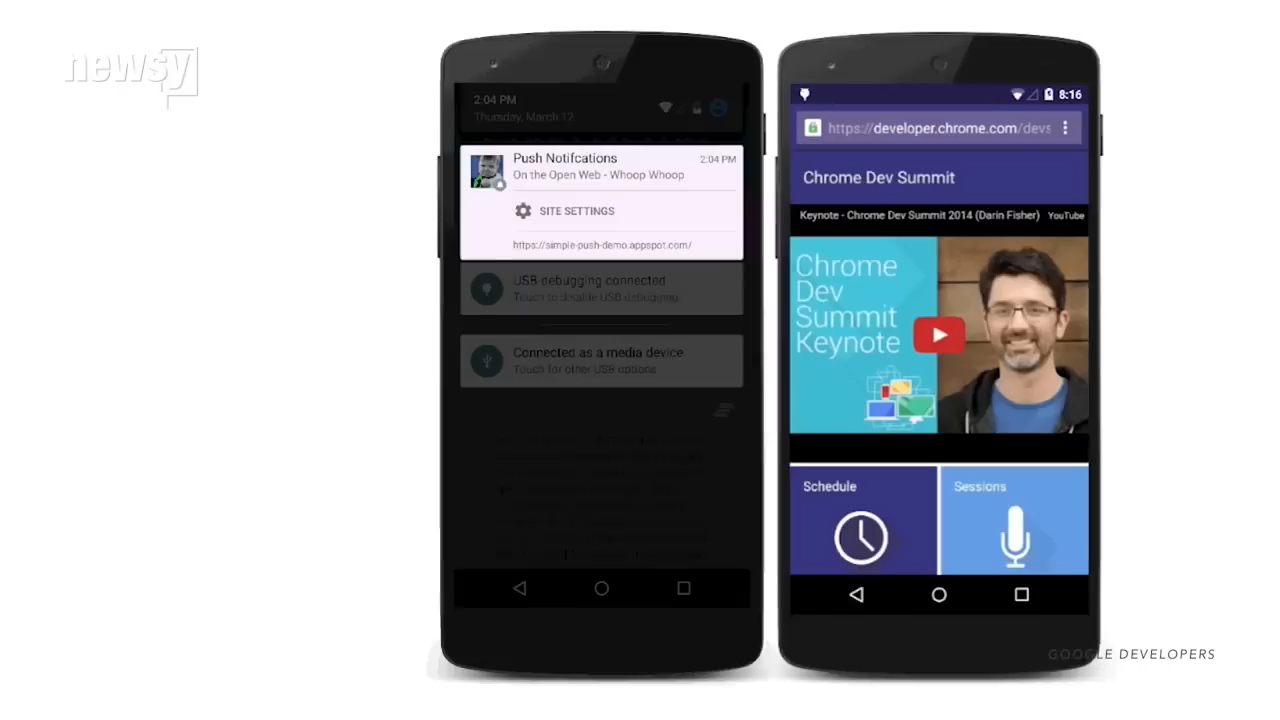 newsy
2:04 PM
Thursday, March 12
Push Notifcations
2:04 PM
On the Open Web - Whoop Whoop
SITE SETTINGS
https://simple-push-demo.appspot.com/
USB debugging connected
Touch to disable USB debugging.
Connected as a media device
Touch for other USB options.
8:16
https://developer.chrome.com/devs
Chrome Dev Summit
Keynote - Chrome Dev Summit 2014 (Darin Fisher)
YouTube
Chrome
Dev
Summit
Keynote
Schedule
Sessions
GOOGLE DEVELOPERS